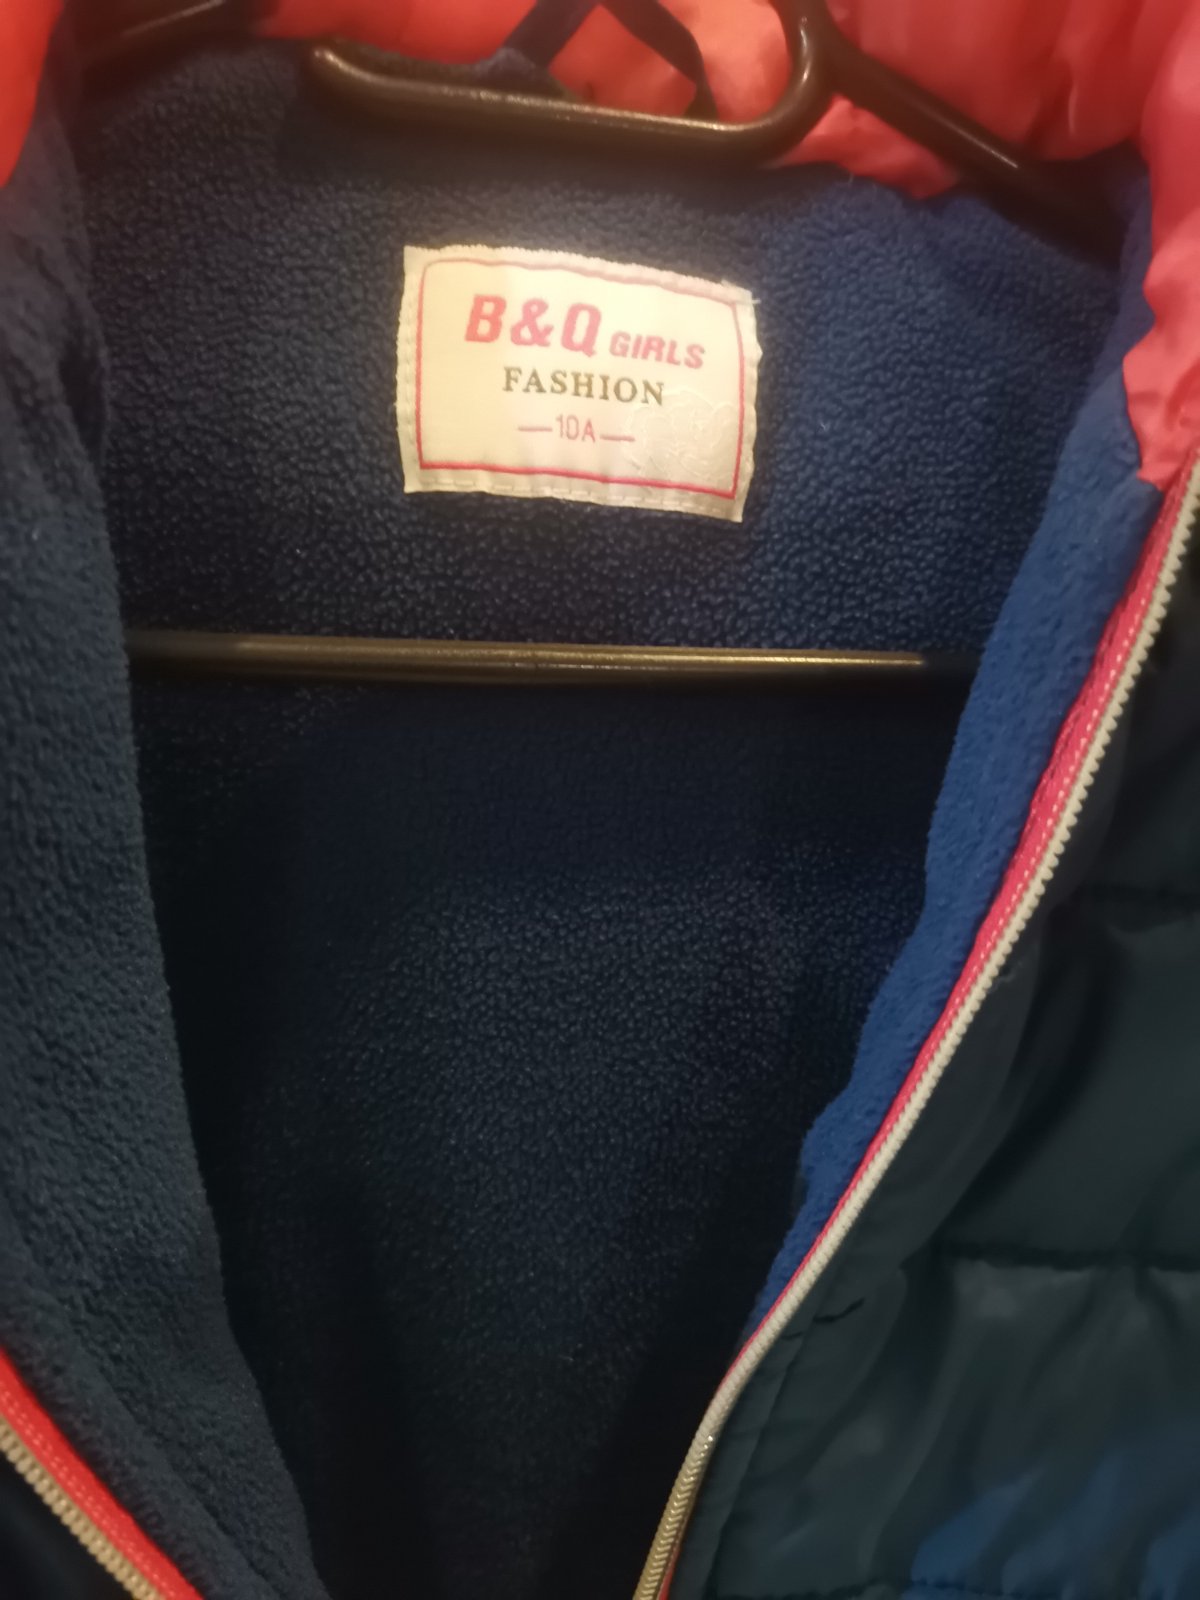 B&Q GIRLS
FASHION
—10A—